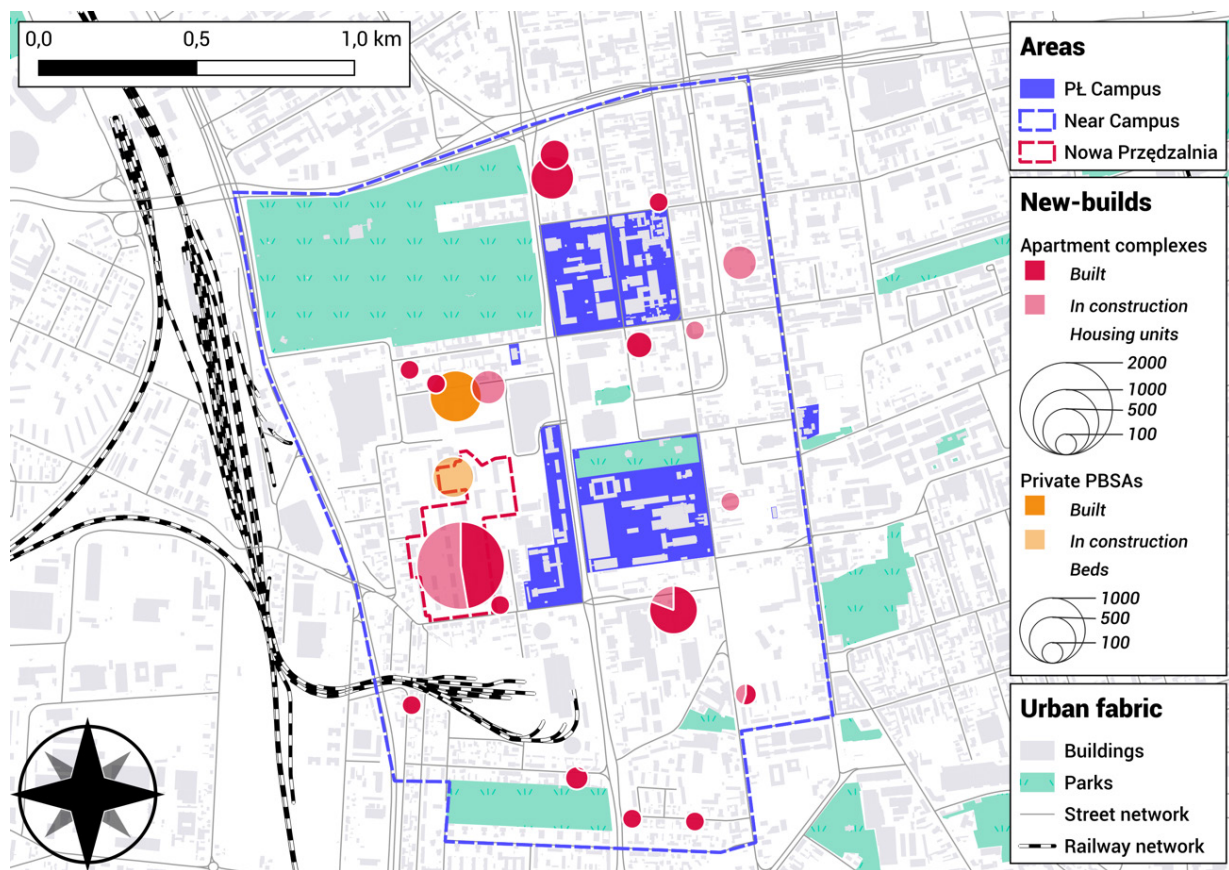 0,0 0,5 1,0 km
Areas
PŁ Campus
Near Campus
Nowa Przędzalnia
New-builds
Apartment complexes
Built
In construction
Housing units
2000
1000
500
100
Private PBSAs
Built
In construction
Beds
1000
500
100
Urban fabric
Buildings
Parks
Street network
Railway network